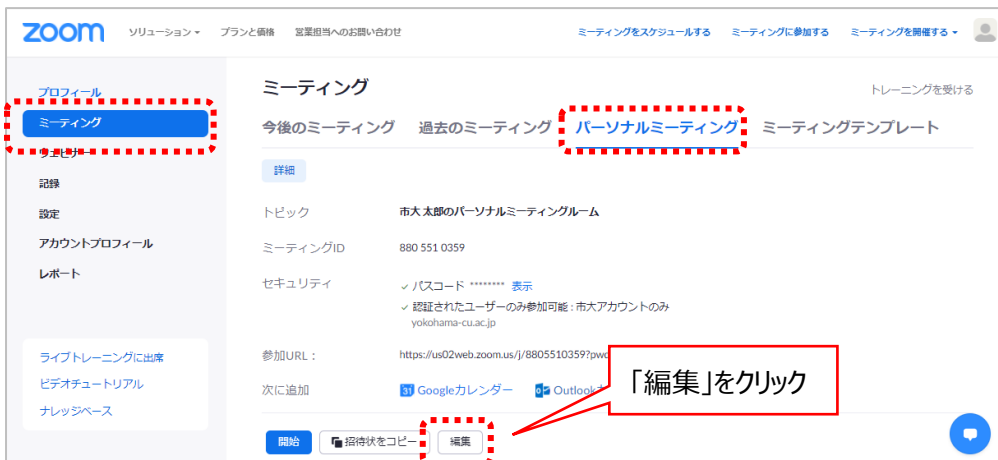 zoom ソリューション プランと価格 営業担当へのお問い合わせ ミーティングをスケジュールする ミーティングに参加する ミーティングを開催する
プロフィール
ミーティング
ウェビナー
記録
設定
アカウントプロフィール
レポート
ライブトレーニングに出席
ビデオチュートリアル
ナレッジベース
ミーティング
トレーニングを受ける
今後のミーティング 過去のミーティング パーソナルミーティング ミーティングテンプレート
詳細
トピック 市大 太郎のパーソナルミーティングルーム
ミーティングID 880 551 0359
セキュリティ ✓ パスコード ******** 表示
✓ 認証されたユーザーのみ参加可能 : 市大アカウントのみ
yokohama-cu.ac.jp
参加URL： https://us02web.zoom.us/j/8805510359?pwd
次に追加 31 Googleカレンダー Outlook
「編集」をクリック
開始 招待状をコピー 編集